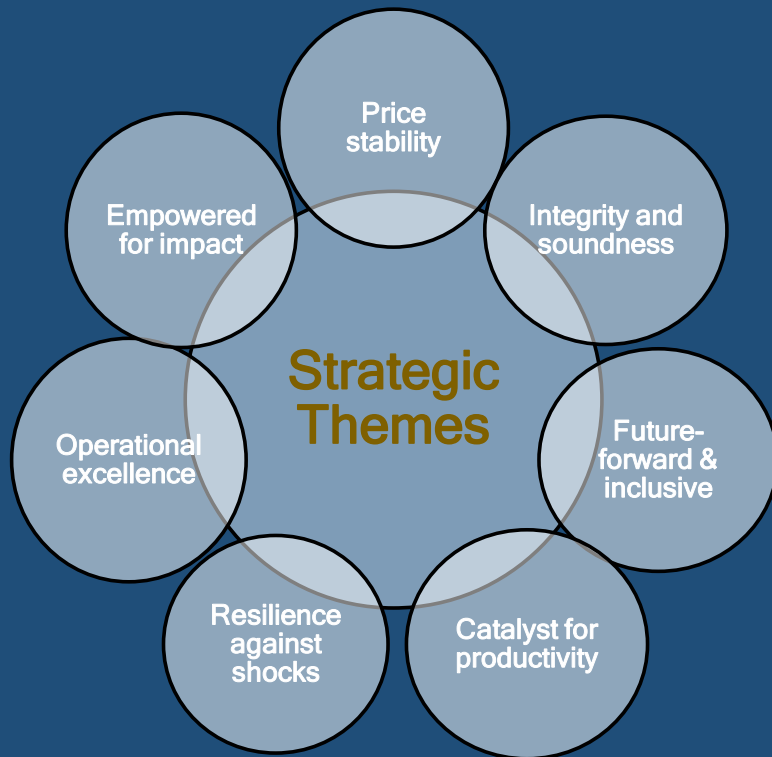 Price
stability
Integrity and
soundness
Future-
forward &
inclusive
Catalyst for
productivity
Resilience
against
shocks
Operational
excellence
Empowered
for impact
Strategic
Themes